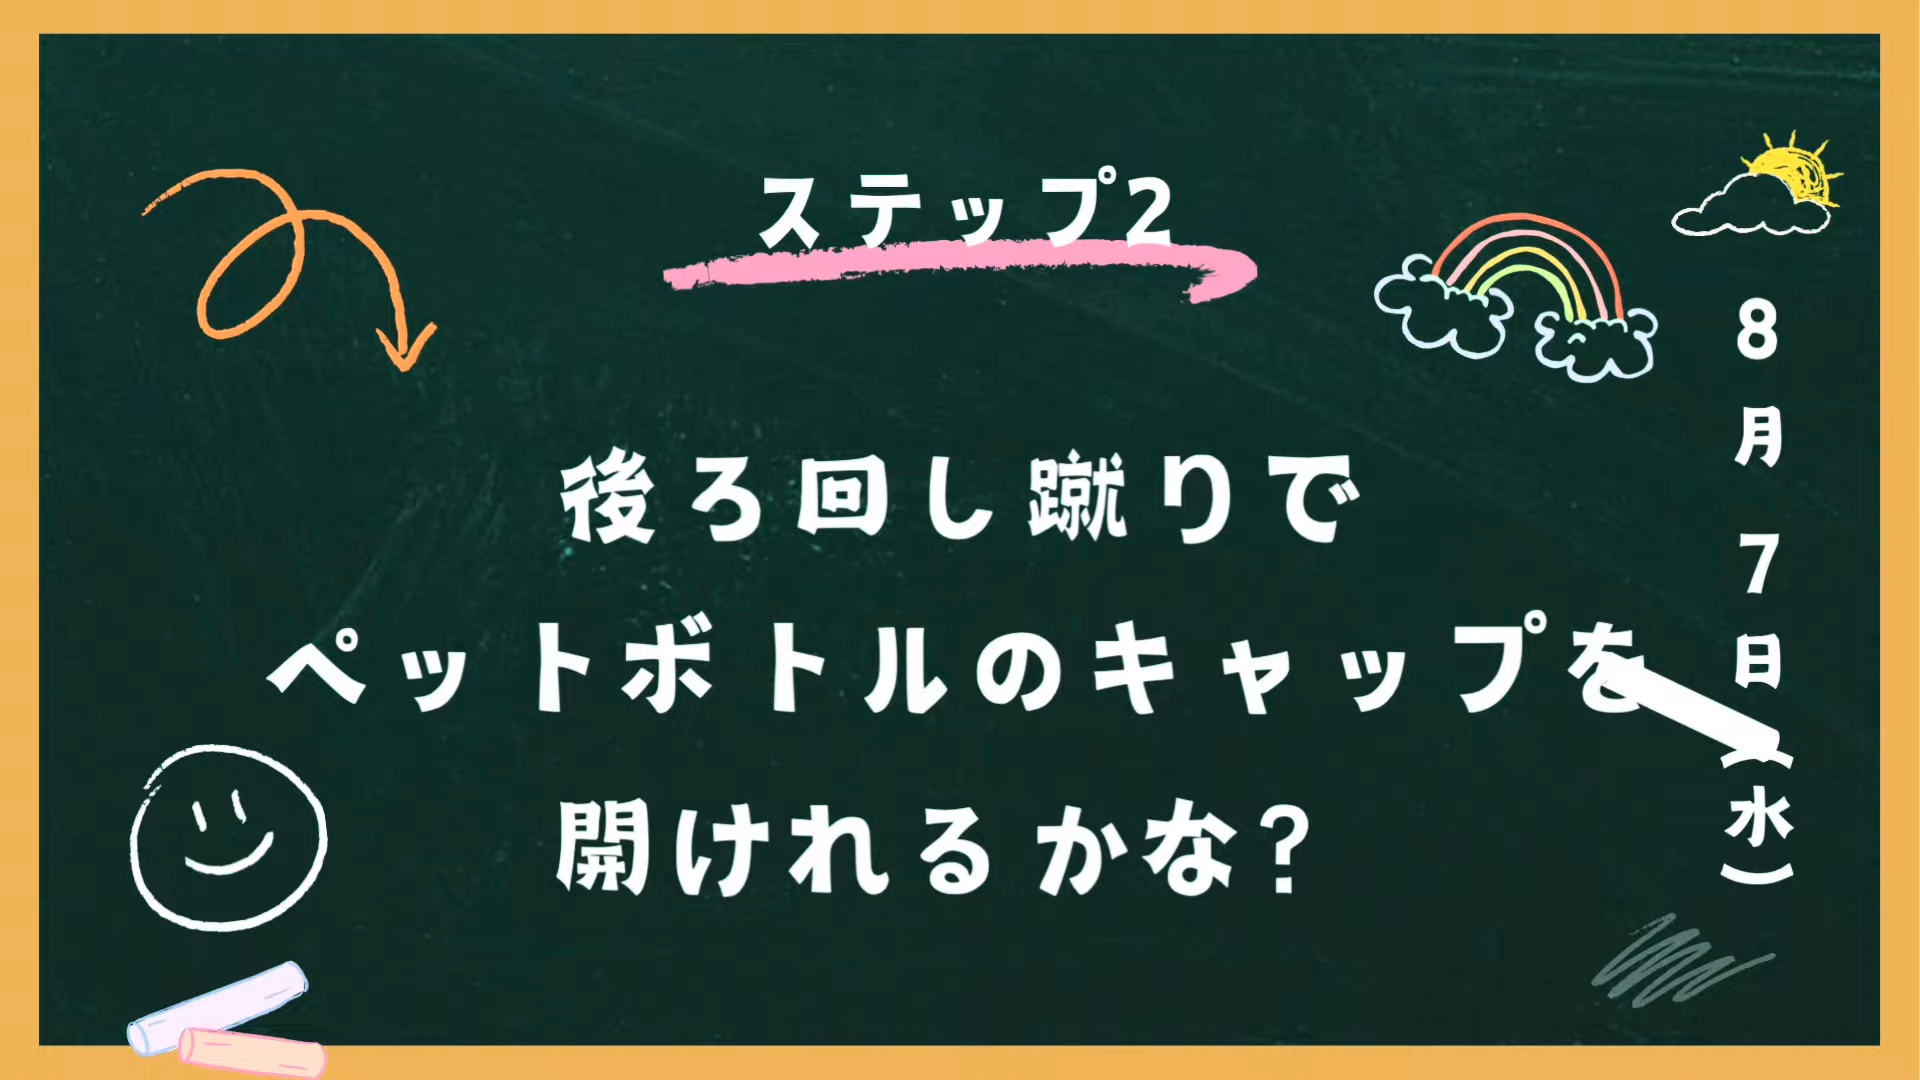 ステップ2
後ろ回し蹴りで
ペットボトルのキャップを
開けれるかな?
8月7日(水)